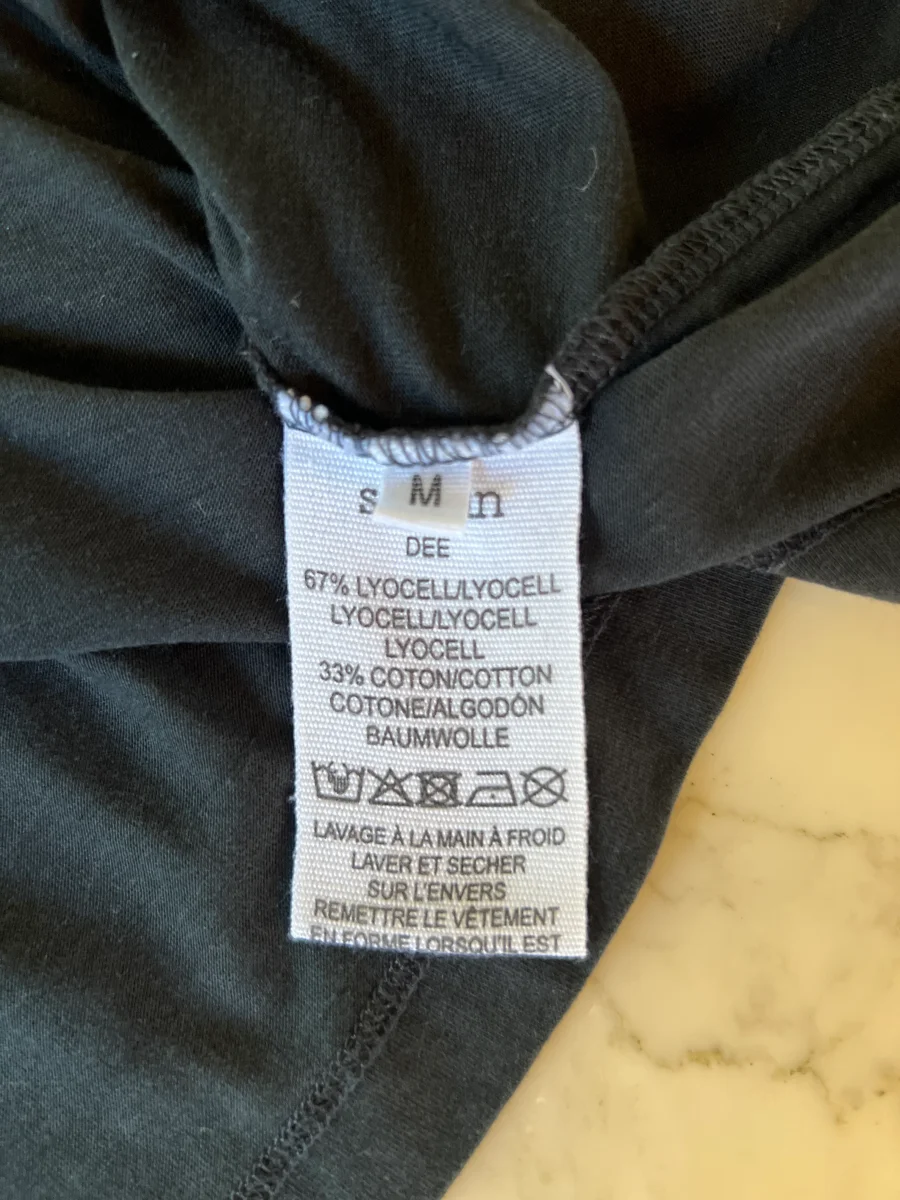 M
DEE
67% LYOCELL/LYOCELL
LYOCELL/LYOCELL
LYOCELL
33% COTON/COTTON
COTONE/ALGODÓN
BAUMWOLLE
LAVAGE À LA MAIN À FROID
LAVER ET SECHER
SUR L'ENVERS
REMETTRE LE VÊTEMENT
EN FORME LORSQU'IL EST